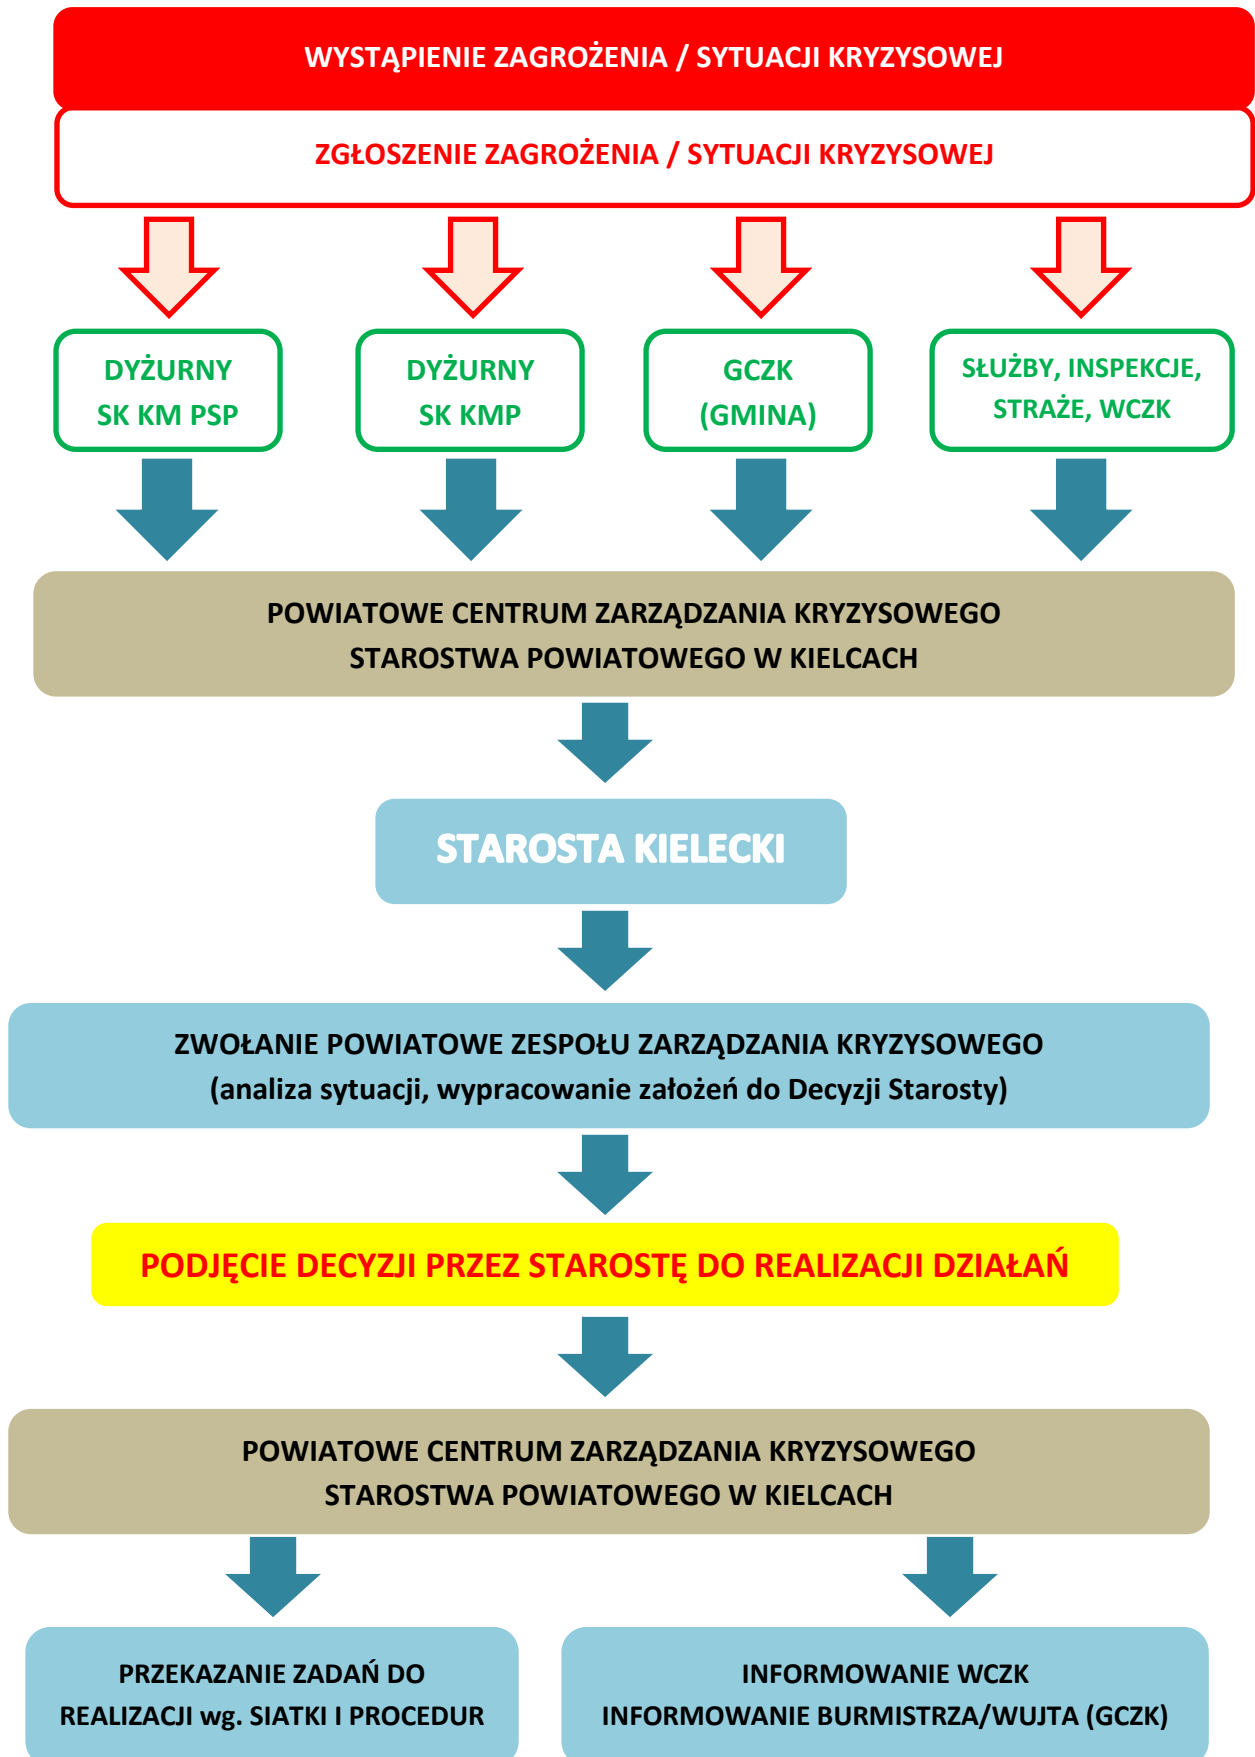 WYSTĄPIENIE ZAGROŻENIA / SYTUACJI KRYZYSOWEJ
ZGŁOSZENIE ZAGROŻENIA / SYTUACJI KRYZYSOWEJ
DYŻURNY
SK KM PSP
DYŻURNY
SK KMP
GCZK
(GMINA)
SŁUŻBY, INSPEKCJE,
STRAŻE, WCZK
POWIATOWE CENTRUM ZARZĄDZANIA KRYZYSOWEGO
STAROSTWA POWIATOWEGO W KIELCACH
STAROSTA KIELECKI
ZWOŁANIE POWIATOWE ZESPOŁU ZARZĄDZANIA KRYZYSOWEGO
(analiza sytuacji, wypracowanie założeń do Decyzji Starosty)
PODJĘCIE DECYZJI PRZEZ STAROSTĘ DO REALIZACJI DZIAŁAŃ
POWIATOWE CENTRUM ZARZĄDZANIA KRYZYSOWEGO
STAROSTWA POWIATOWEGO W KIELCACH
PRZEKAZANIE ZADAŃ DO
REALIZACJI wg. SIATKI I PROCEDUR
INFORMOWANIE WCZK
INFORMOWANIE BURMISTRZA/WUJTA (GCZK)